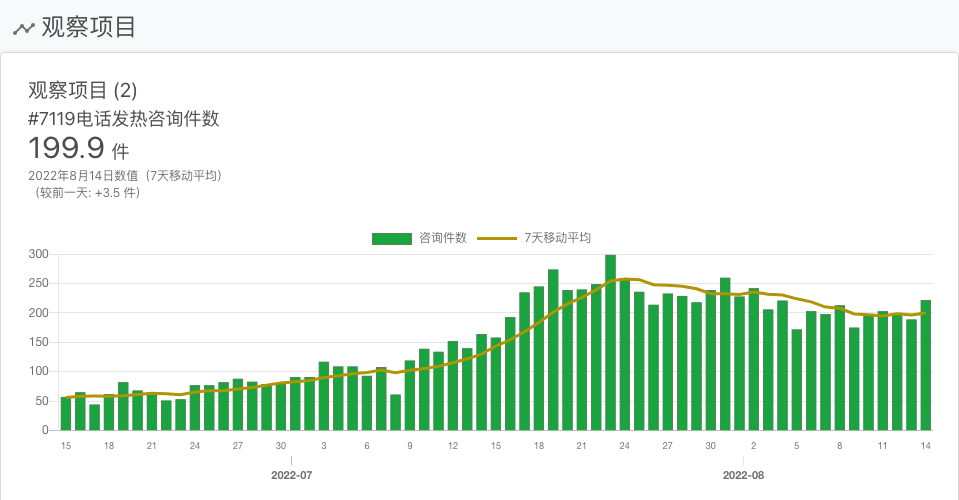 观察项目
观察项目 (2)
#7119电话发热咨询件数
199.9 件
2022年8月14日数值（7天移动平均）
（较前一天: +3.5 件）
咨询件数 7天移动平均
300
250
200
150
100
50
0
15 18 21 24 27 30 3 6 9 12 15 18 21 24 27 30 2 5 8 11 14
2022-07 2022-08